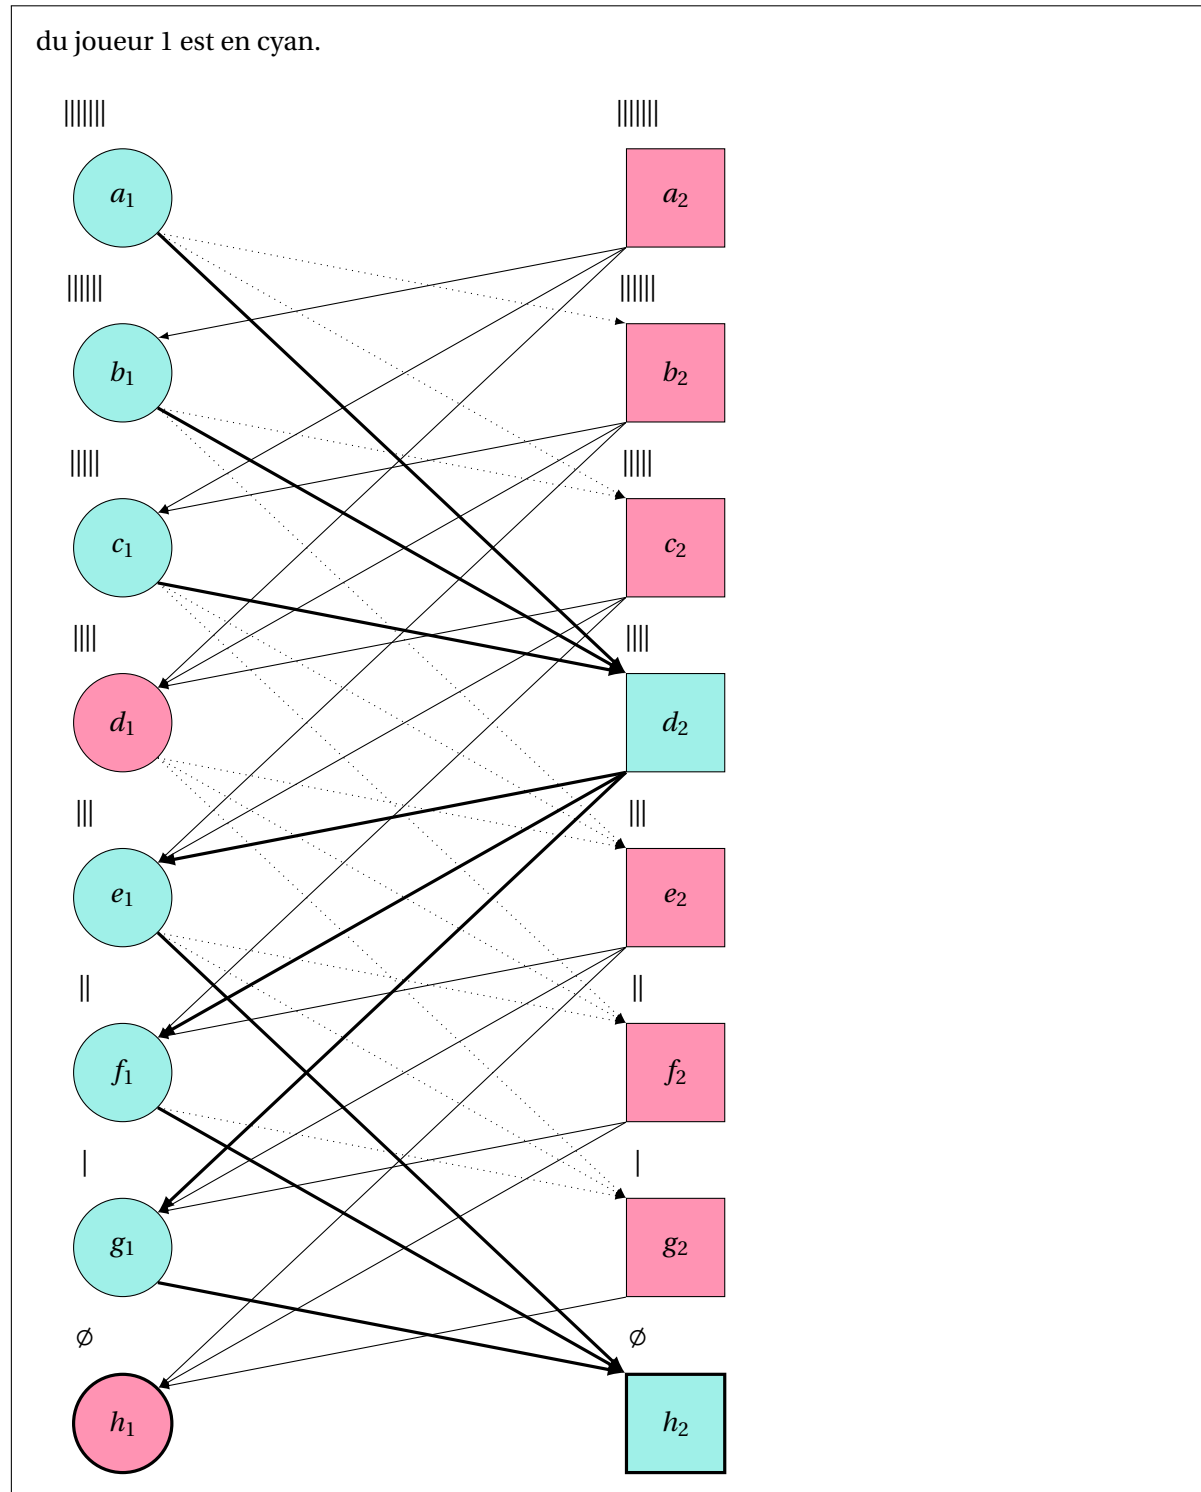 du joueur 1 est en cyan.
||||||| |||||||
a₁ a₂
|||||| ||||||
b₁ b₂
||||| |||||
c₁ c₂
|||| ||||
d₁ d₂
||| |||
e₁ e₂
|| ||
f₁ f₂
| |
g₁ g₂
∅ ∅
h₁ h₂